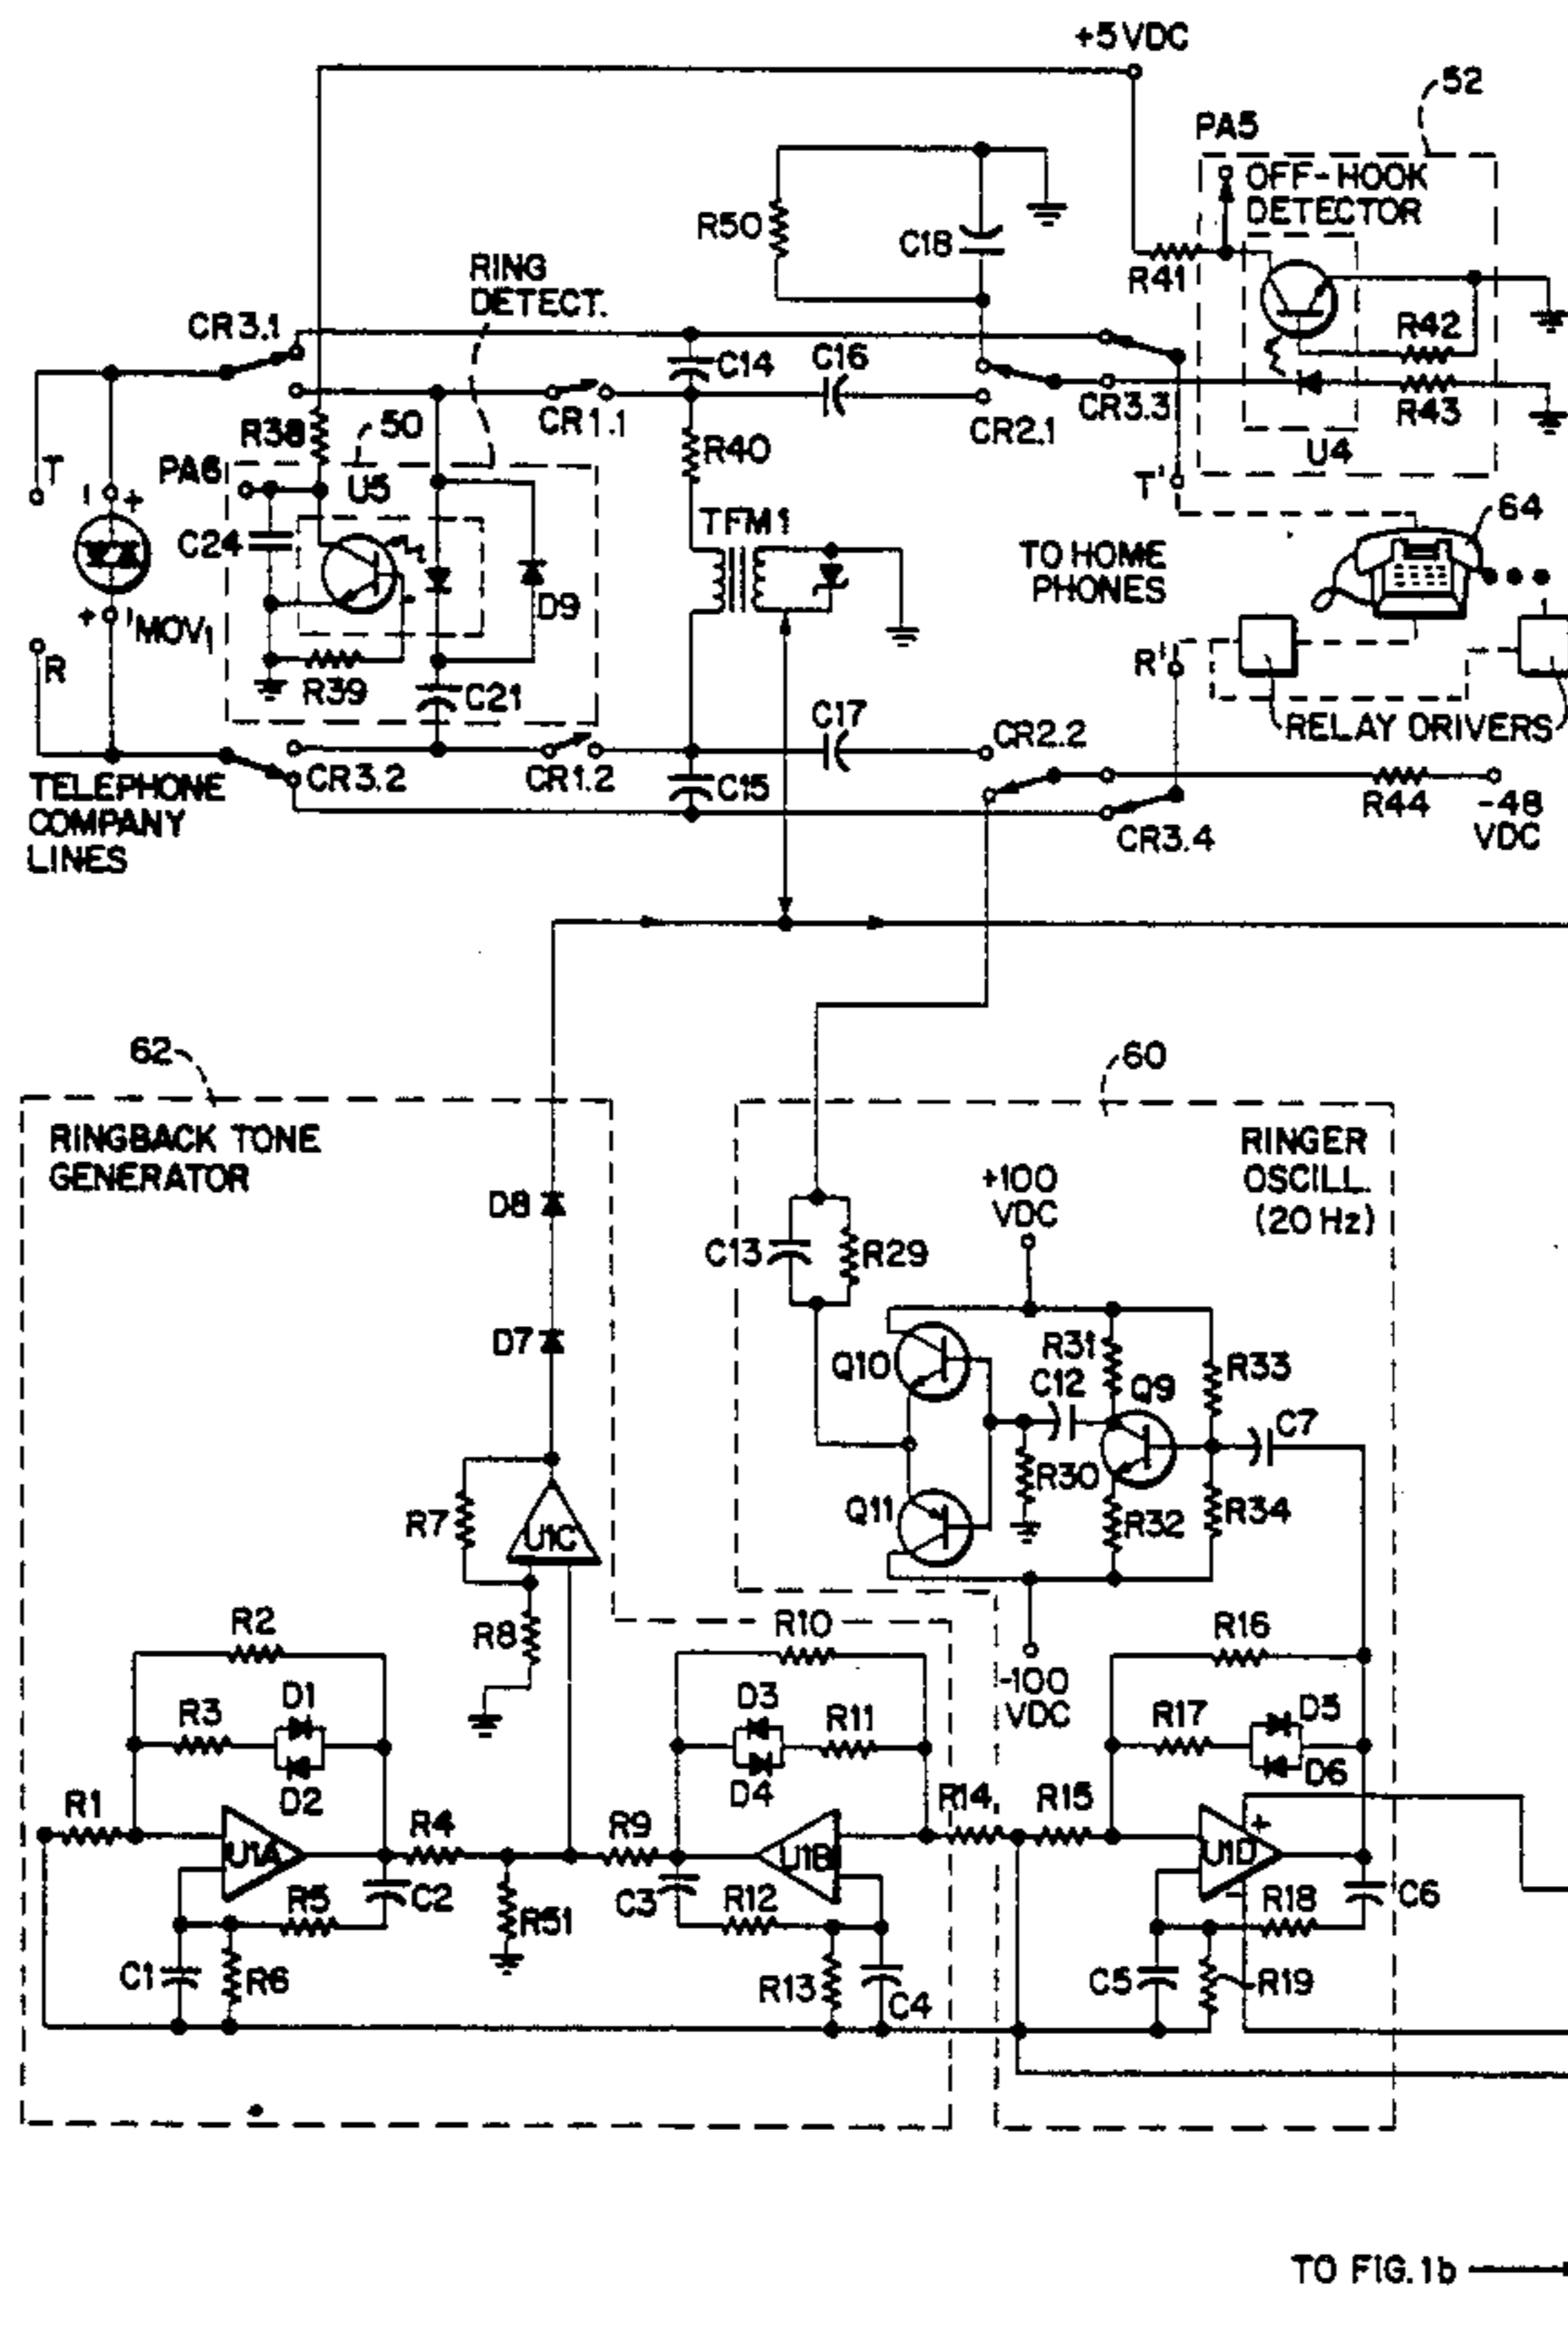 +5VDC
52
PA5
OFF-HOOK
DETECTOR
R50
C18
R41
RING
DETECT.
CR3.1
C14
C16
R42
CR3.3
R43
R38
50
CR1.1
CR2.1
U4
PA6
U5
R40
T
T'
+
TFM1
64
C24
TO HOME
PHONES
D9
+
MOV1
R
R'
R39
C21
C17
CR2.2
RELAY DRIVERS
CR3.2
CR1.2
C15
R44
-48
VDC
CR3.4
TELEPHONE
COMPANY
LINES
62
60
RINGBACK TONE
GENERATOR
RINGER
OSCILL.
(20 Hz)
+100
VDC
D8
C13
R29
D7
Q10
R31
C12
Q9
R33
C7
R30
R7
U1C
Q11
R32
R34
R8
R2
R10
R16
-100
VDC
R3
D1
D3
R11
R17
D5
D2
D4
D6
R1
R4
R9
R14
R15
+
U1A
U1B
U1D
-
R5
C2
C3
R12
R18
C6
R51
C1
R6
R13
C4
C5
R19
TO FIG.1b